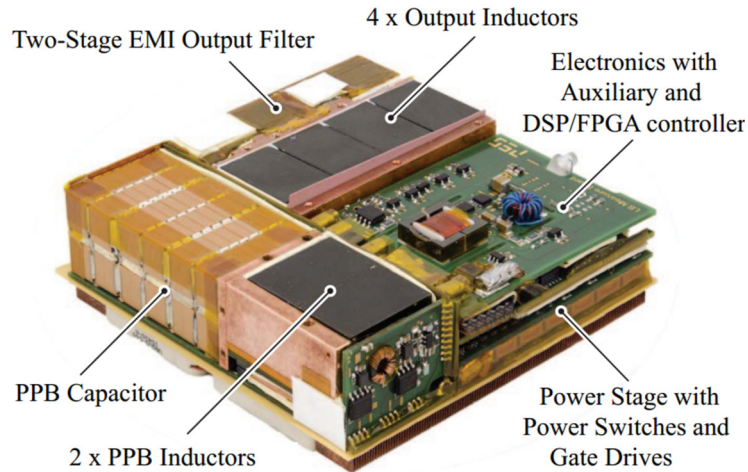 4 x Output Inductors
Two-Stage EMI Output Filter
Electronics with
Auxiliary and
DSP/FPGA controller
PPB Capacitor
2 x PPB Inductors
Power Stage with
Power Switches and
Gate Drives